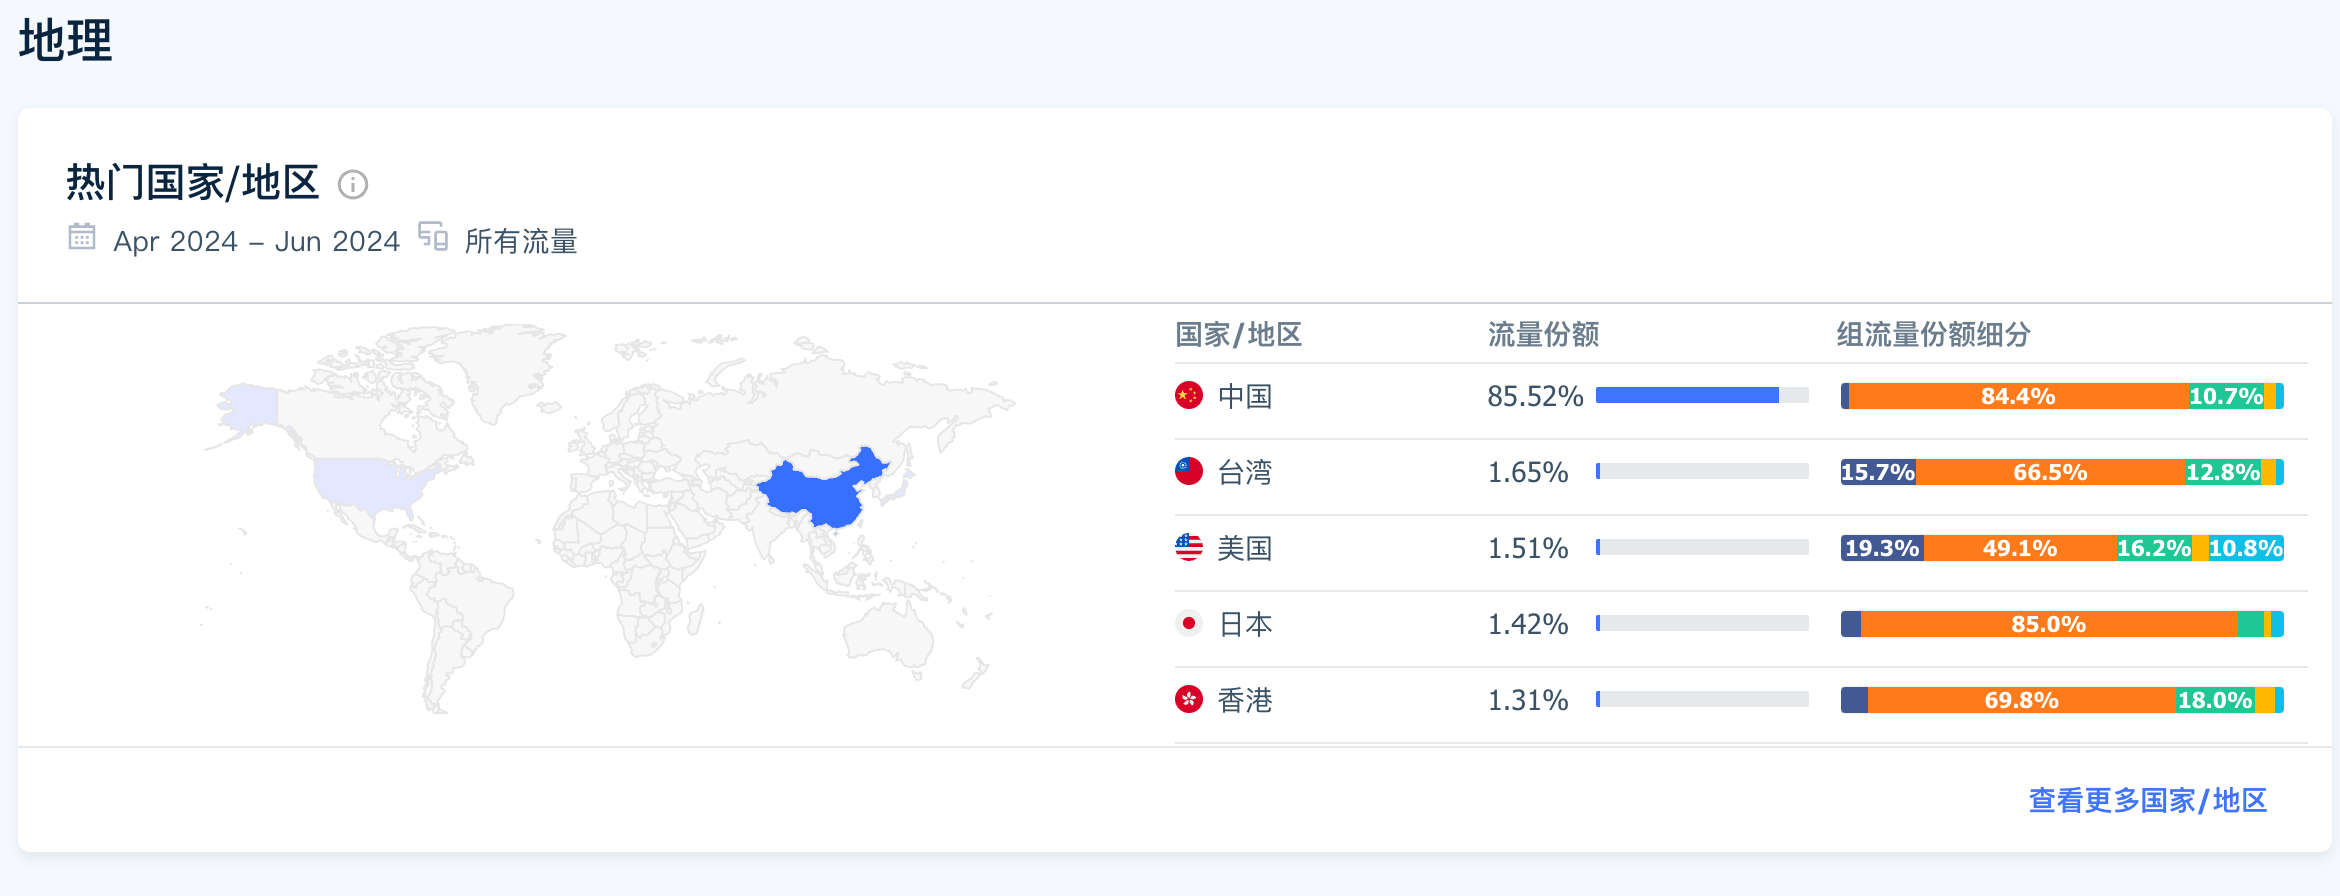 地理
热门国家/地区
Apr 2024 – Jun 2024 所有流量
国家/地区 流量份额 组流量份额细分
中国 85.52% 84.4% 10.7%
台湾 1.65% 15.7% 66.5% 12.8%
美国 1.51% 19.3% 49.1% 16.2% 10.8%
日本 1.42% 85.0%
香港 1.31% 69.8% 18.0%
查看更多国家/地区